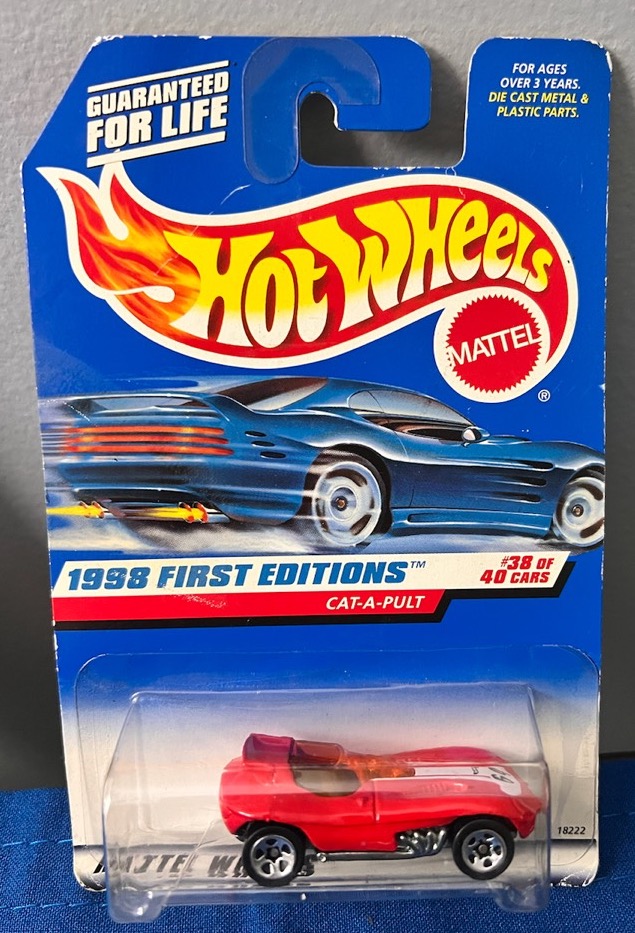 GUARANTEED
FOR LIFE
FOR AGES
OVER 3 YEARS.
DIE CAST METAL &
PLASTIC PARTS.
HOT WHEELS
MATTEL
®
1998 FIRST EDITIONS™
#38 OF
40 CARS
CAT-A-PULT
18222
MATTEL